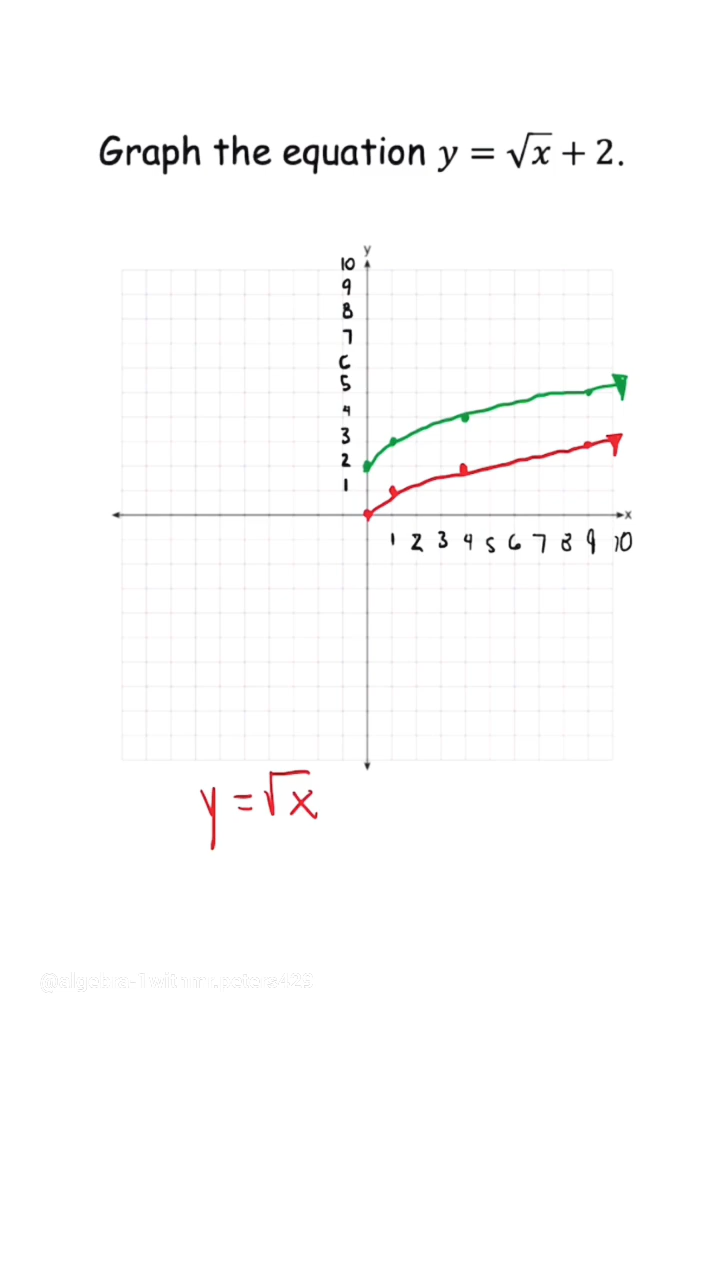 Graph the equation y = √x + 2.
y
10
9
8
7
6
5
4
3
2
1
x
1 2 3 4 5 6 7 8 9 10
y = √x